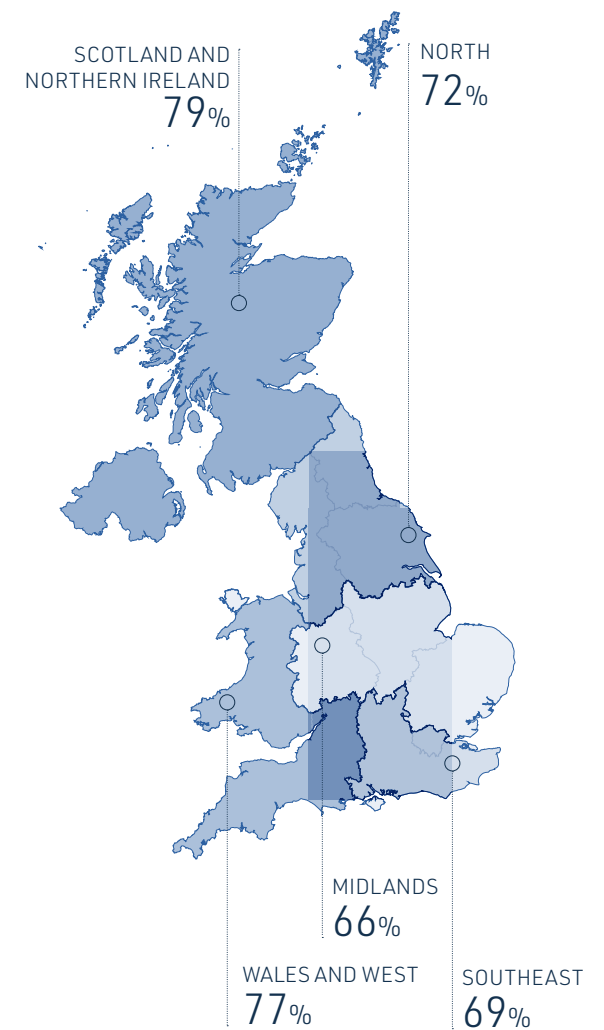 SCOTLAND AND
NORTHERN IRELAND
79%
NORTH
72%
MIDLANDS
66%
WALES AND WEST
77%
SOUTHEAST
69%